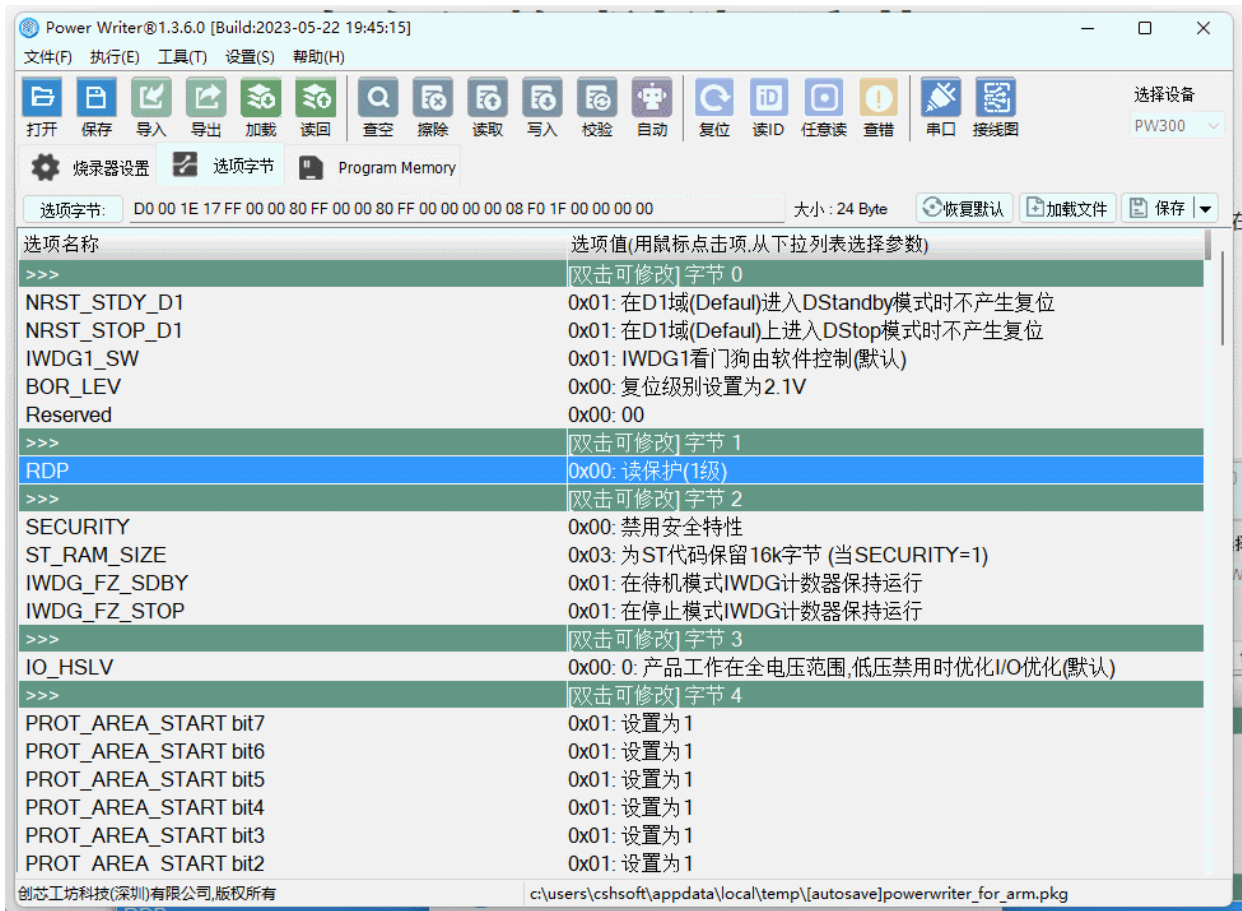 Power Writer®1.3.6.0 [Build:2023-05-22 19:45:15]
文件(F) 执行(E) 工具(T) 设置(S) 帮助(H)
打开 保存 导入 导出 加载 读回 查空 擦除 读取 写入 校验 自动 复位 读ID 任意读 查错 串口 接线图
选择设备
PW300
烧录器设置 选项字节 Program Memory
选项字节: D0 00 1E 17 FF 00 00 80 FF 00 00 80 FF 00 00 00 00 08 F0 1F 00 00 00 00 大小 : 24 Byte 恢复默认 加载文件 保存
选项名称 选项值(用鼠标点击项,从下拉列表选择参数)
>>> [双击可修改] 字节 0
NRST_STDY_D1 0x01: 在D1域(Defaul)进入DStandby模式时不产生复位
NRST_STOP_D1 0x01: 在D1域(Defaul)上进入DStop模式时不产生复位
IWDG1_SW 0x01: IWDG1看门狗由软件控制(默认)
BOR_LEV 0x00: 复位级别设置为2.1V
Reserved 0x00: 00
>>> [双击可修改] 字节 1
RDP 0x00: 读保护(1级)
>>> [双击可修改] 字节 2
SECURITY 0x00: 禁用安全特性
ST_RAM_SIZE 0x03: 为ST代码保留16k字节 (当SECURITY=1)
IWDG_FZ_SDBY 0x01: 在待机模式IWDG计数器保持运行
IWDG_FZ_STOP 0x01: 在停止模式IWDG计数器保持运行
>>> [双击可修改] 字节 3
IO_HSLV 0x00: 0: 产品工作在全电压范围,低压禁用时优化I/O优化(默认)
>>> [双击可修改] 字节 4
PROT_AREA_START bit7 0x01: 设置为1
PROT_AREA_START bit6 0x01: 设置为1
PROT_AREA_START bit5 0x01: 设置为1
PROT_AREA_START bit4 0x01: 设置为1
PROT_AREA_START bit3 0x01: 设置为1
PROT_AREA_START bit2 0x01: 设置为1
创芯工坊科技(深圳)有限公司,版权所有 c:\users\cshsoft\appdata\local\temp\[autosave]powerwriter_for_arm.pkg